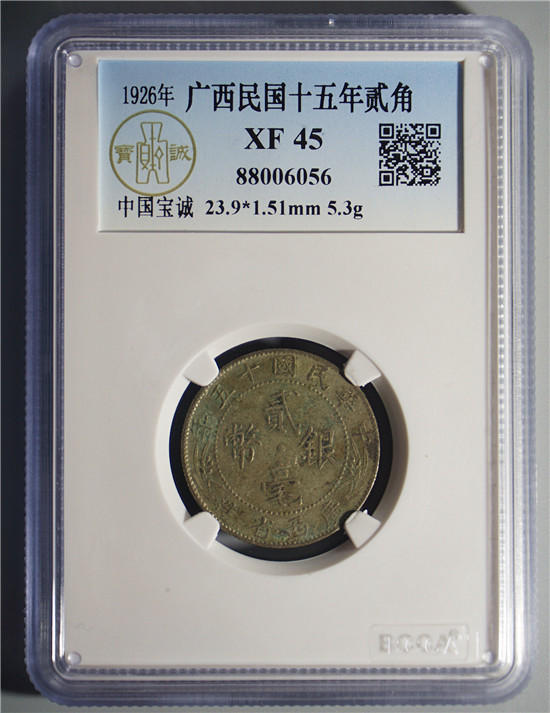 1926年 广西民国十五年贰角
XF 45
寶 誠
88006056
中国宝诚 23.9*1.51mm 5.3g
年五十國民華中
貳
幣 銀
毫
廣西省造